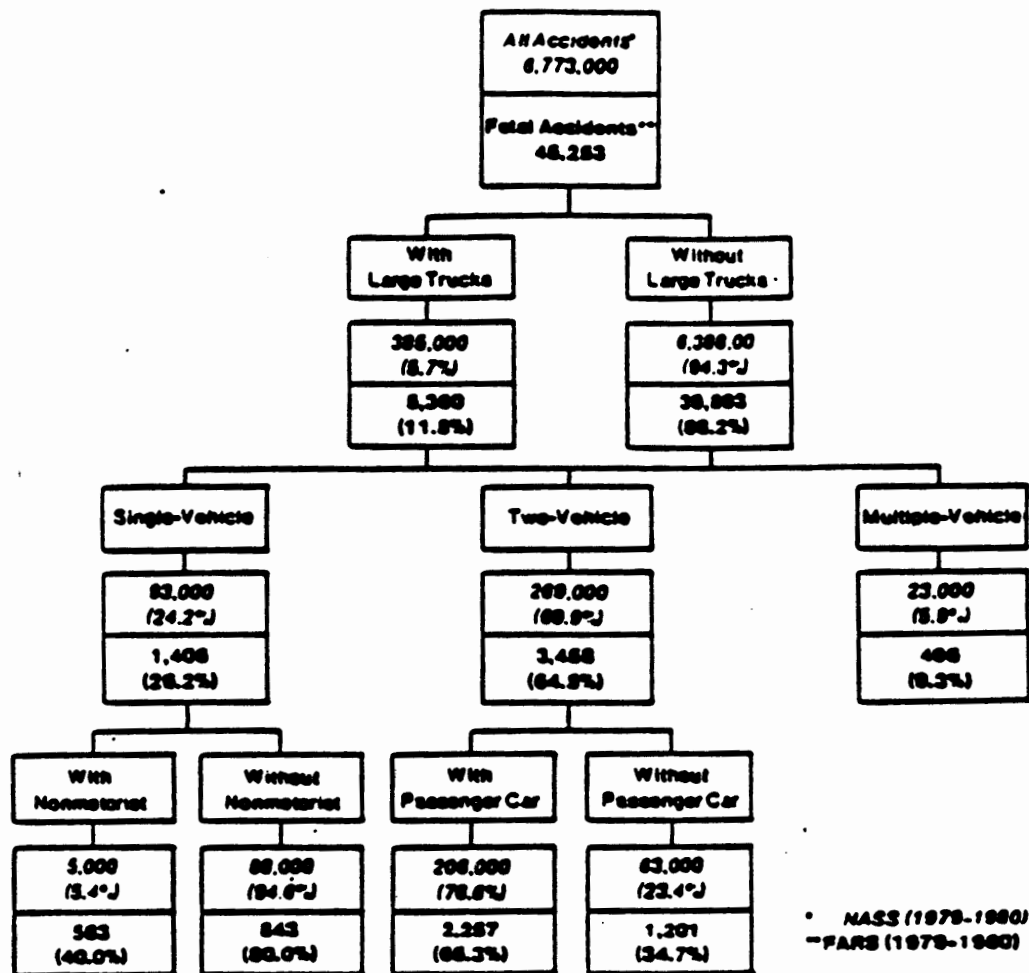 All Accidents*
6,773,000
Fatal Accidents**
45,253
With
Large Trucks
Without
Large Trucks
385,000
(5.7%)
6,388,00
(94.3%)
5,360
(11.8%)
39,893
(88.2%)
Single-Vehicle
Two-Vehicle
Multiple-Vehicle
93,000
(24.2%)
269,000
(69.9%)
23,000
(5.9%)
1,406
(26.2%)
3,458
(64.5%)
496
(9.3%)
With
Nonmotorist
Without
Nonmotorist
With
Passenger Car
Without
Passenger Car
5,000
(5.4%)
88,000
(94.6%)
206,000
(76.6%)
63,000
(23.4%)
563
(40.0%)
843
(60.0%)
2,257
(65.3%)
1,201
(34.7%)
* NASS (1979-1980)
**FARS (1979-1980)